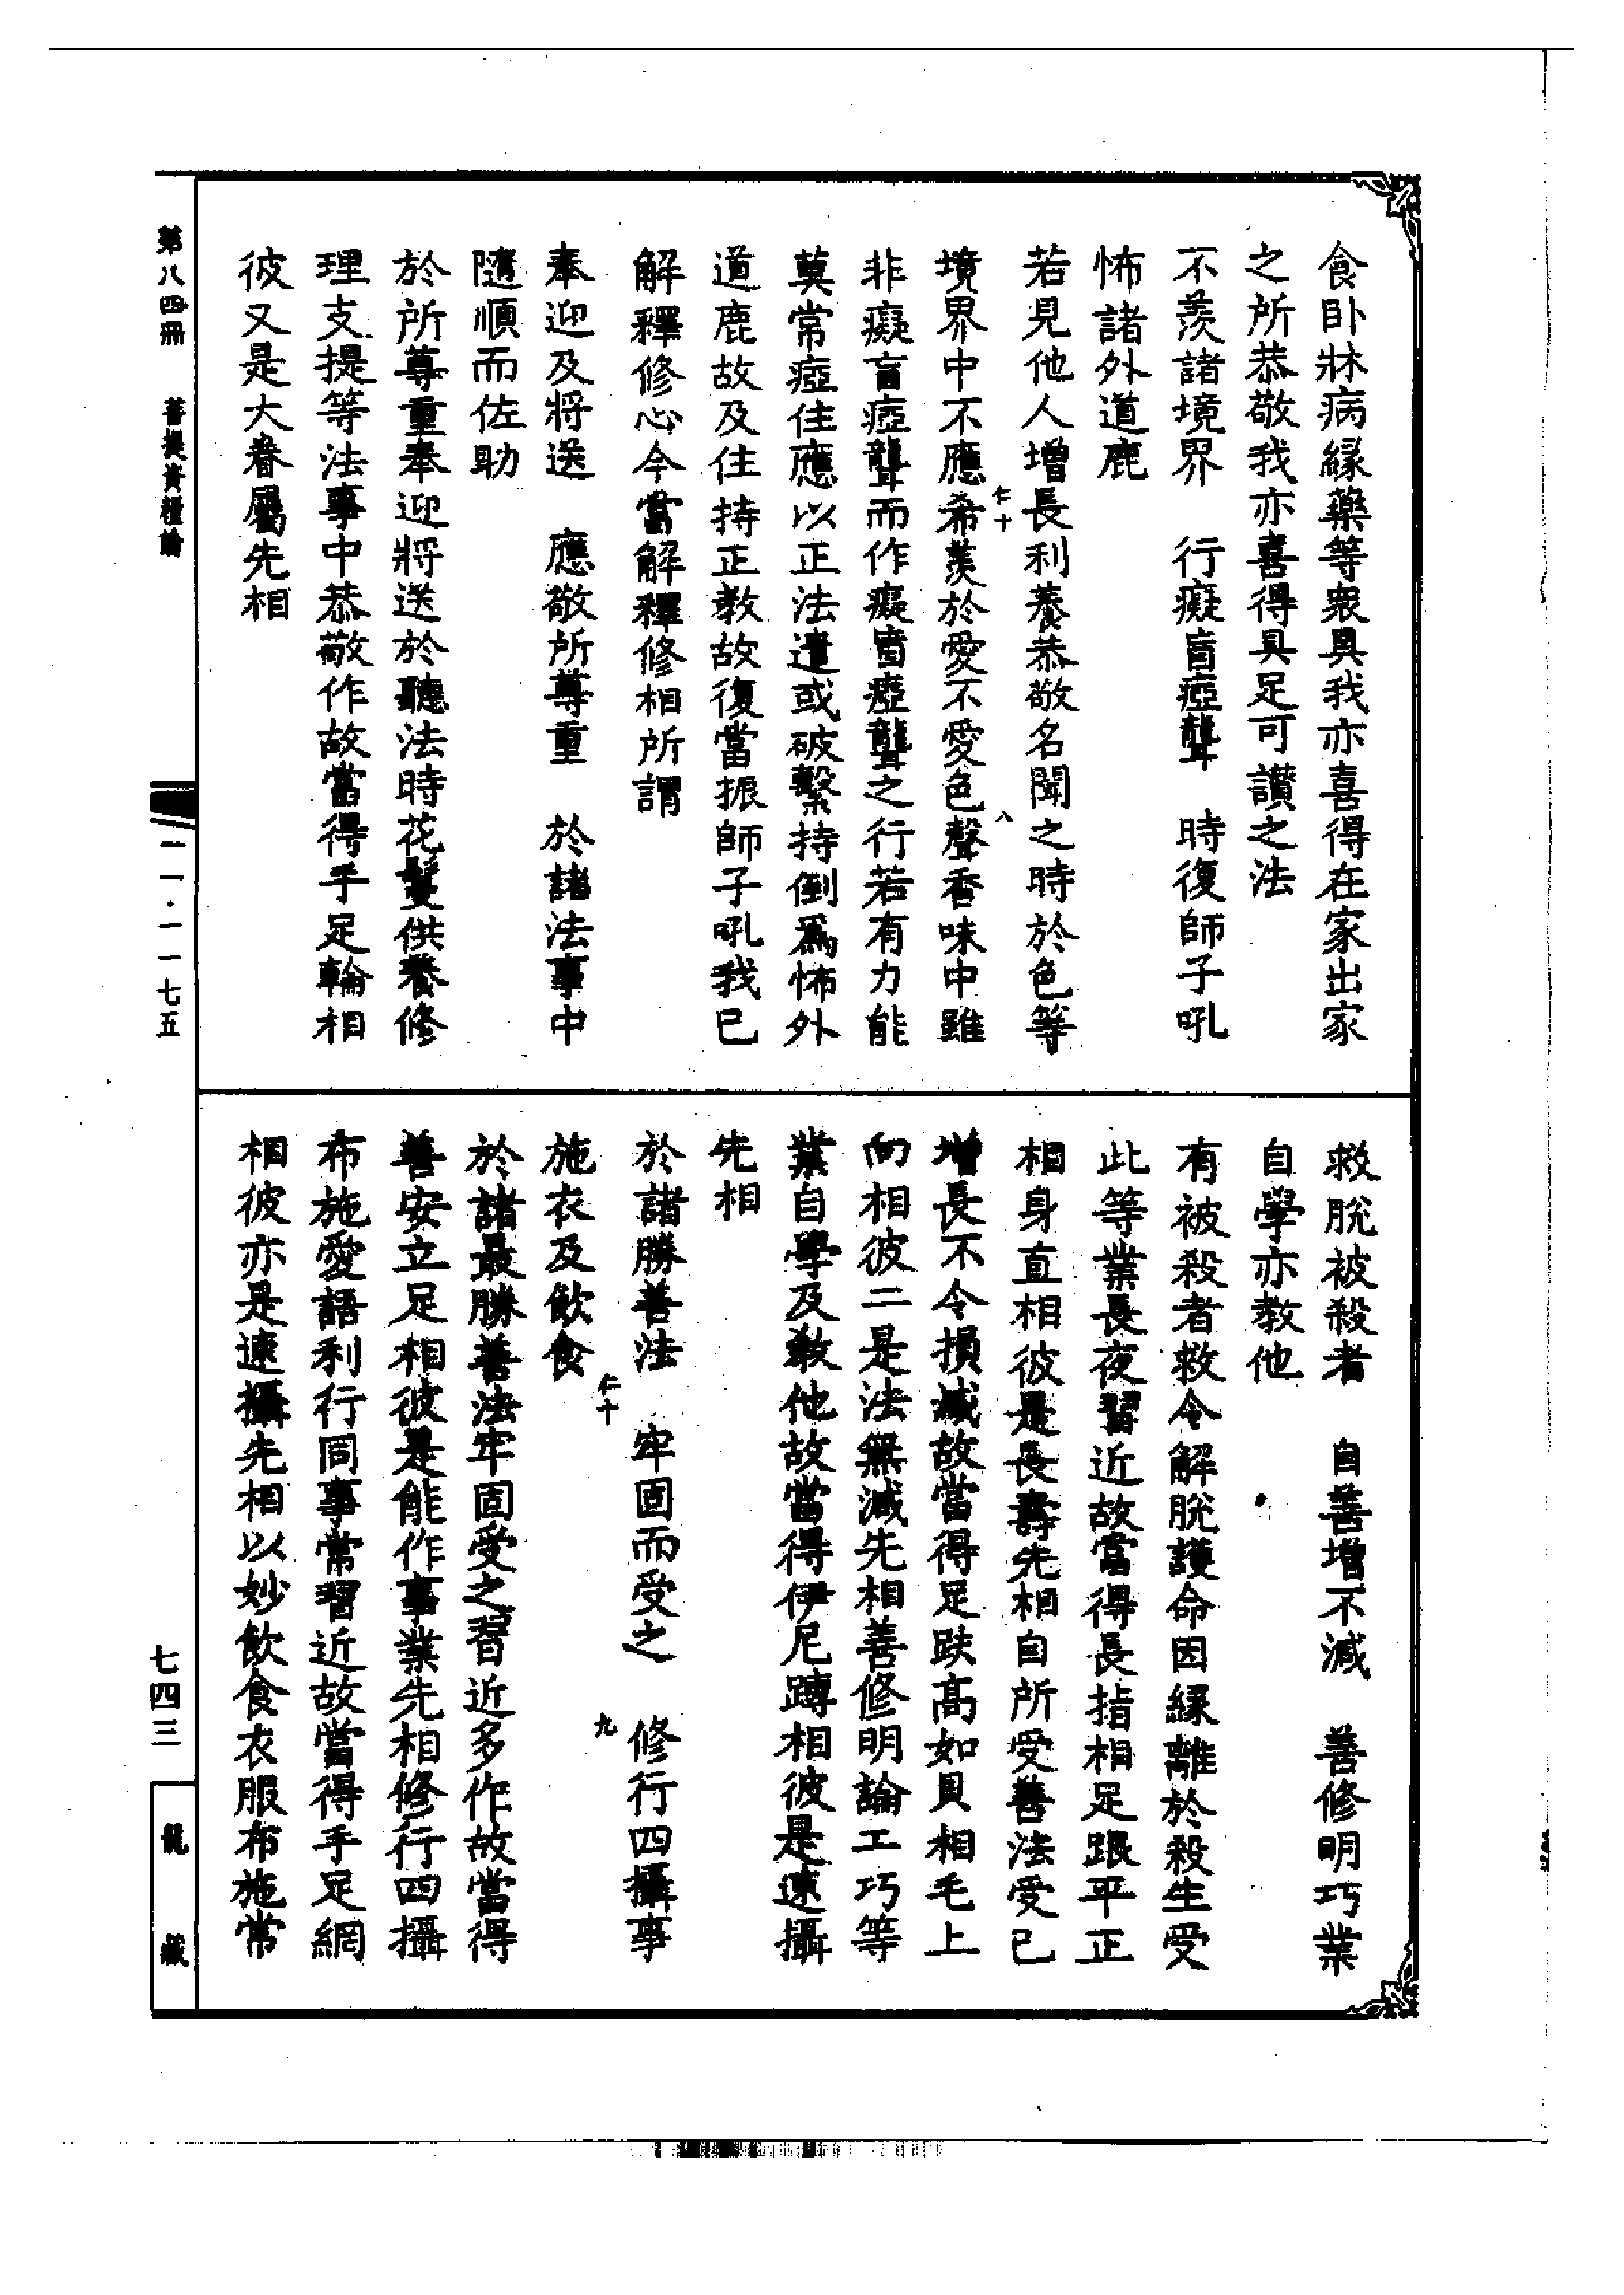 食卧牀病緣藥等衆具我亦喜得在家出家
之所恭敬我亦喜得具足可讃之法
不羨諸境界　行癡盲瘂聾　時復師子吼
怖諸外道鹿
若見他人增長利養恭敬名聞之時於色等
仁十　八
境界中不應希羨於愛不愛色聲香味中雖
非癡盲瘂聾而作癡盲瘂聾之行若有力能
莫常瘂住應以正法遣或破繫持倒爲怖外
道鹿故及住持正教故復當振師子吼我已
解釋修心今當解釋修相所謂
奉迎及將送　應敬所尊重　於諸法事中
隨順而佐助
於所尊重奉迎將送於聽法時花鬘供養修
理支提等法事中恭敬作故當得手足輪相
彼又是大眷屬先相
救脫被殺者　自善增不減　善修明巧業
自學亦教他
有被殺者救令解脫護命因緣離於殺生受
此等業長夜習近故當得長指相足跟平正
相身直相彼是長壽先相自所受善法受已
增長不令損減故當得足趺高如貝相毛上
向相彼二是法無減先相善修明論工巧等
業自學及教他故當得伊尼蹲相彼是速攝
先相
於諸勝善法　牢固而受之　修行四攝事
仁十　九
施衣及飲食
於諸最勝善法牢固受之習近多作故當得
善安立足相彼是能作事業先相修行四攝
布施愛語利行同事常習近故當得手足網
相彼亦是速攝先相以妙飲食衣服布施常
第八四冊　菩提資糧論　一一·一一七五　七四三
龍藏